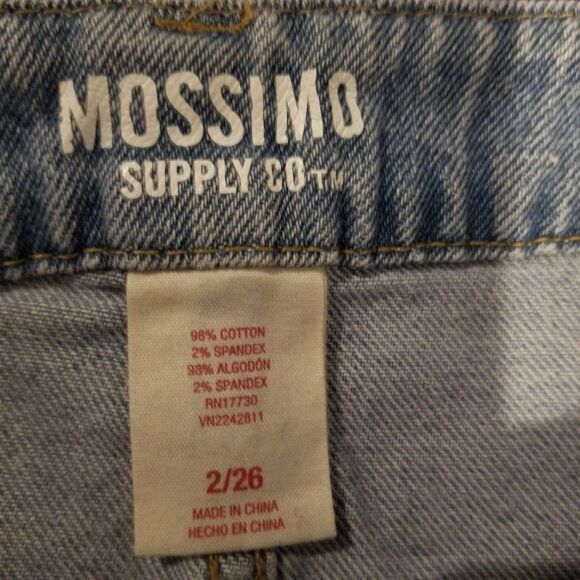 MOSSIMO
SUPPLY CO™
98% COTTON
2% SPANDEX
98% ALGODÓN
2% SPANDEX
RN17730
VN2242811
2/26
MADE IN CHINA
HECHO EN CHINA